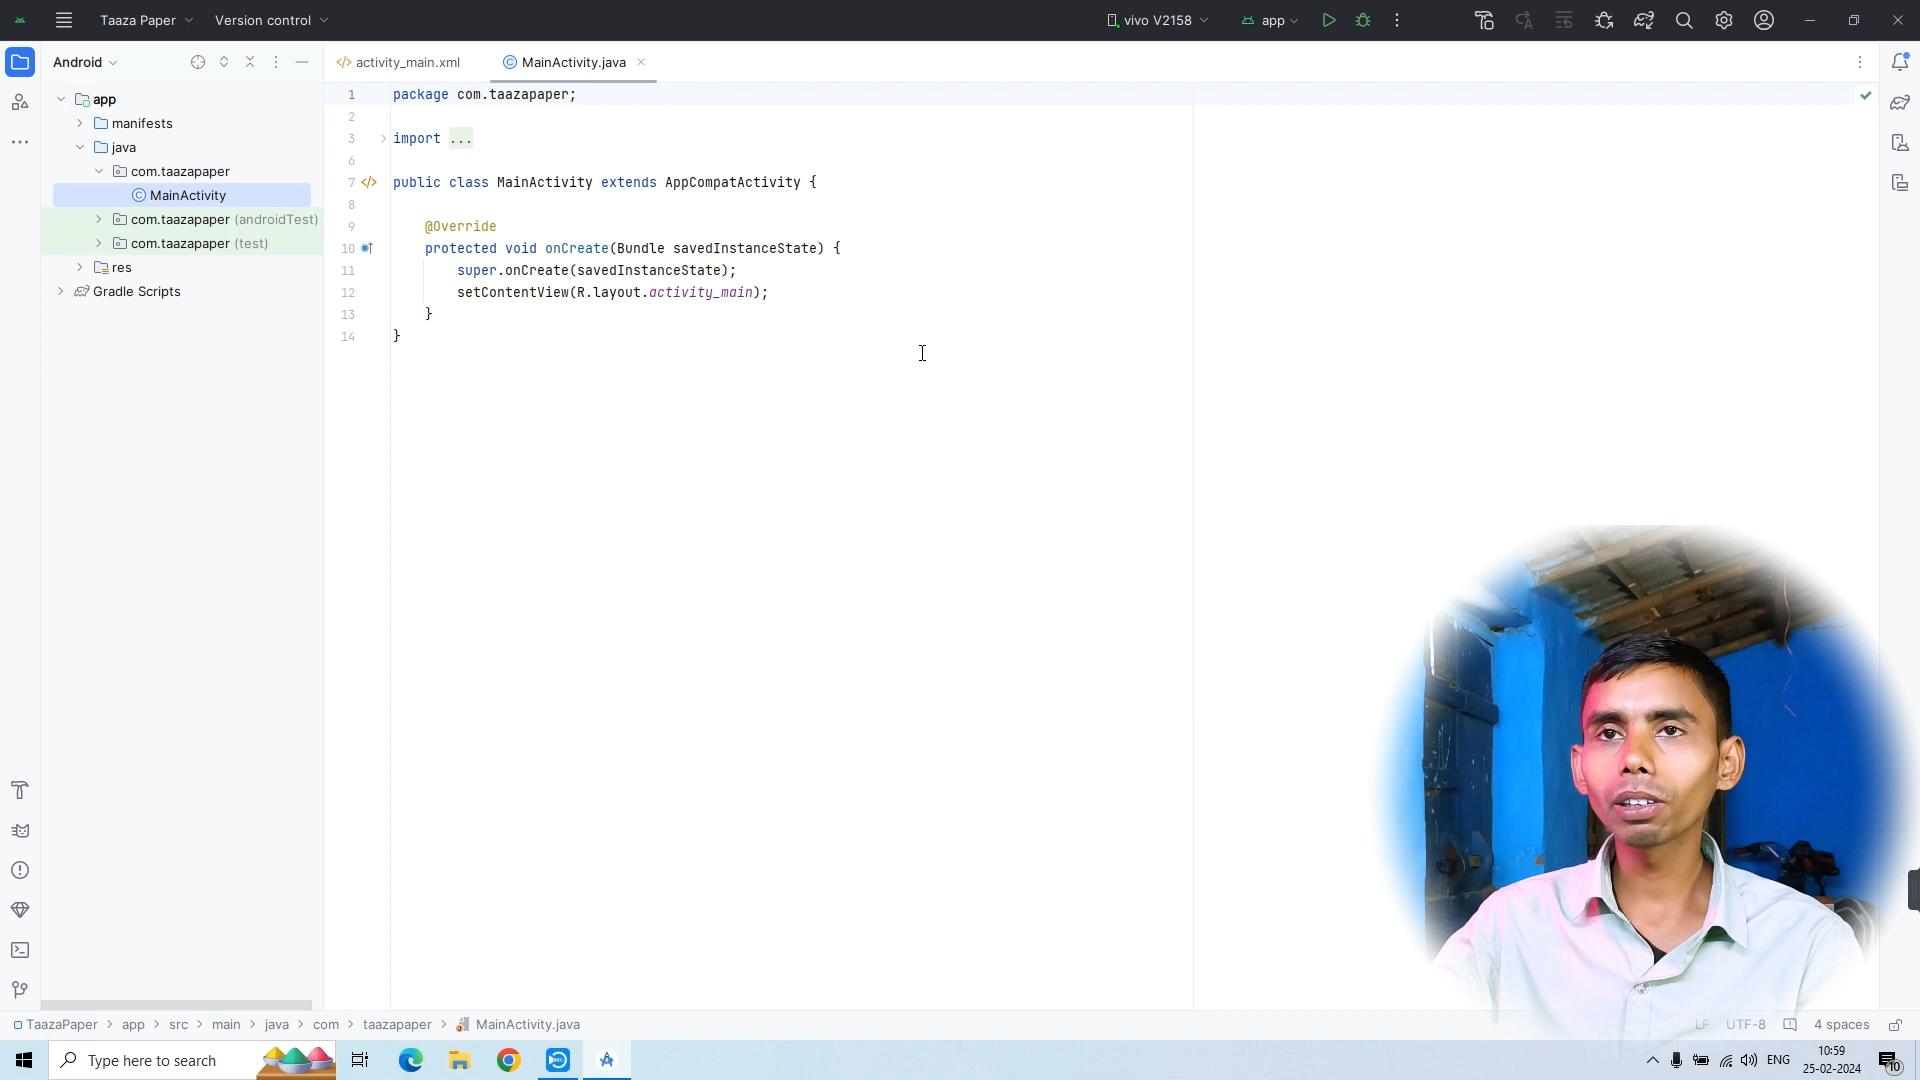 Taaza Paper
Version control
vivo V2158
app
Android
activity_main.xml
MainActivity.java
app
manifests
java
com.taazapaper
MainActivity
com.taazapaper (androidTest)
com.taazapaper (test)
res
Gradle Scripts
1 package com.taazapaper;
2
3 import ...
6
7 public class MainActivity extends AppCompatActivity {
8
9 @Override
10 protected void onCreate(Bundle savedInstanceState) {
11 super.onCreate(savedInstanceState);
12 setContentView(R.layout.activity_main);
13 }
14 }
TaazaPaper > app > src > main > java > com > taazapaper > MainActivity.java
LF UTF-8 4 spaces
Type here to search
ENG
10:59
25-02-2024
10